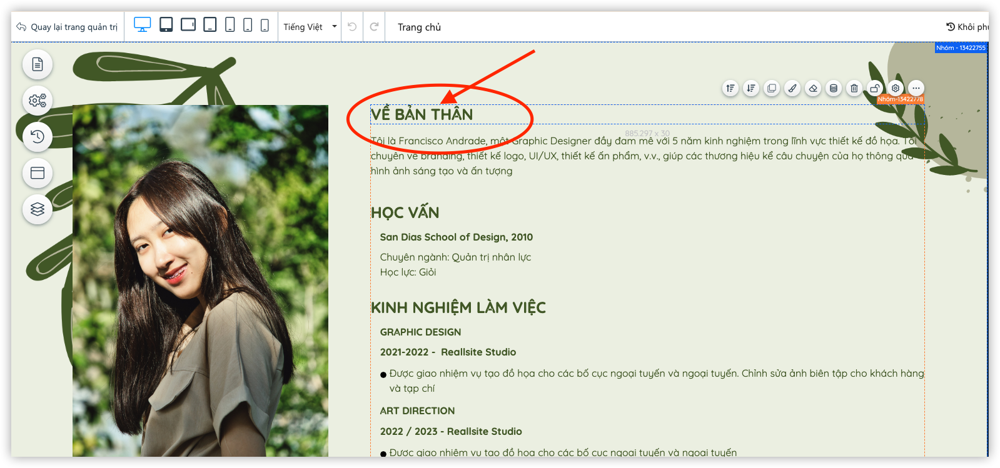 Quay lại trang quản trị
Tiếng Việt
Trang chủ
Khôi phụ
Nhóm - 13422755
Nhóm-13422778
VỀ BẢN THÂN
885.297 x 30
Tôi là Francisco Andrade, một Graphic Designer đầy đam mê với 5 năm kinh nghiệm trong lĩnh vực thiết kế đồ họa. Tôi
chuyên về branding, thiết kế logo, UI/UX, thiết kế ấn phẩm, v.v., giúp các thương hiệu kể câu chuyện của họ thông qua
hình ảnh sáng tạo và ấn tượng
HỌC VẤN
San Dias School of Design, 2010
Chuyên ngành: Quản trị nhân lực
Học lực: Giỏi
KINH NGHIỆM LÀM VIỆC
GRAPHIC DESIGN
2021-2022 - Reallsite Studio
Được giao nhiệm vụ tạo đồ họa cho các bố cục ngoại tuyến và ngoại tuyến. Chỉnh sửa ảnh biên tập cho khách hàng
và tạp chí
ART DIRECTION
2022 / 2023 - Reallsite Studio
Được giao nhiệm vụ tạo đồ họa cho các bố cục ngoại tuyến và ngoại tuyến